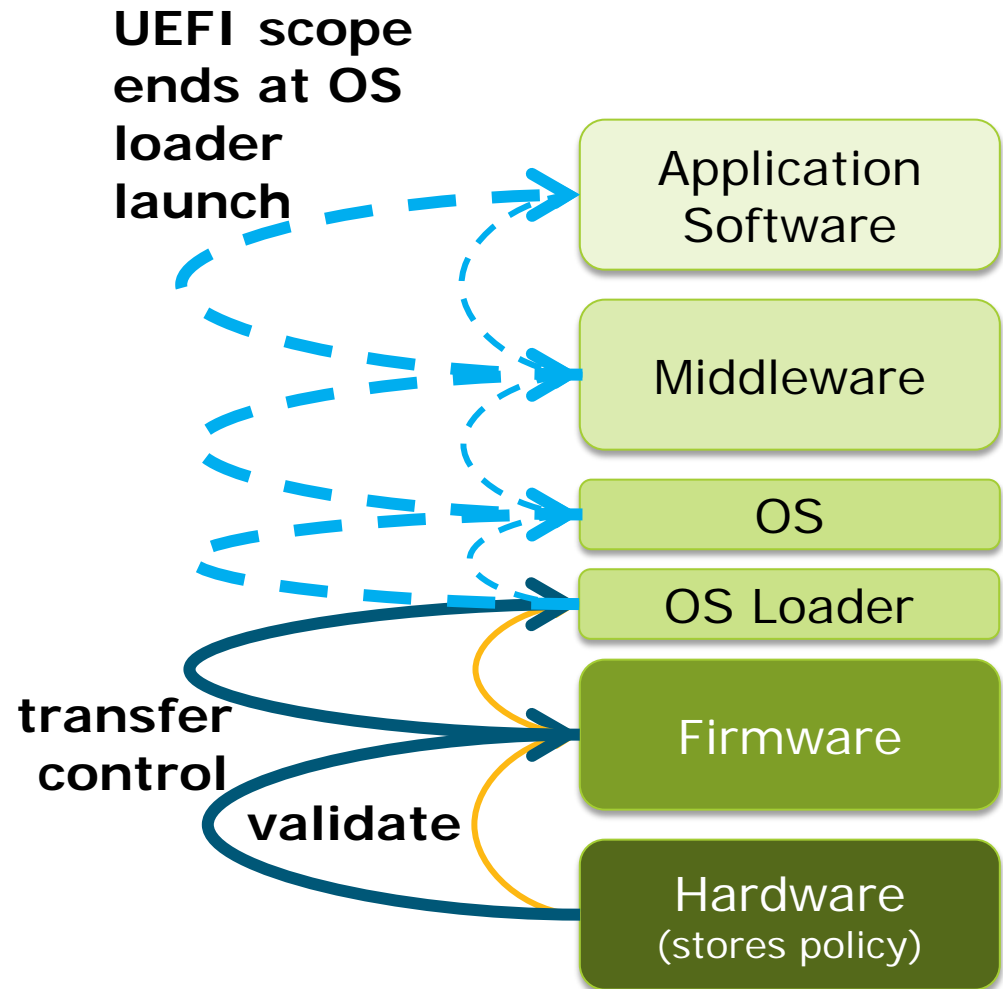 UEFI scope
ends at OS
loader
launch
Application
Software
Middleware
OS
OS Loader
transfer
control
Firmware
validate
Hardware
(stores policy)